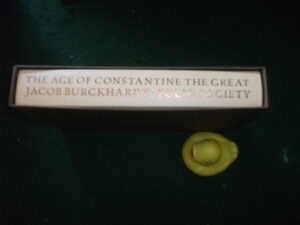 THE AGE OF CONSTANTINE THE GREAT
JACOB BURCKHARDT FOLIO SOCIETY